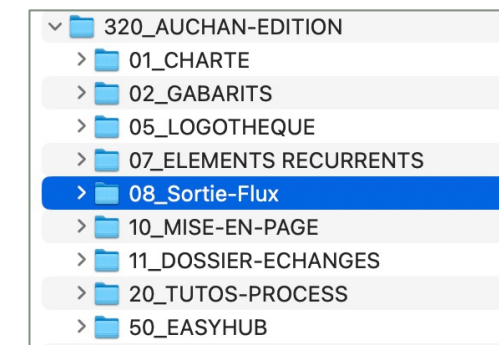 320_AUCHAN-EDITION
01_CHARTE
02_GABARITS
05_LOGOTHEQUE
07_ELEMENTS RECURRENTS
08_Sortie-Flux
10_MISE-EN-PAGE
11_DOSSIER-ECHANGES
20_TUTOS-PROCESS
50_EASYHUB